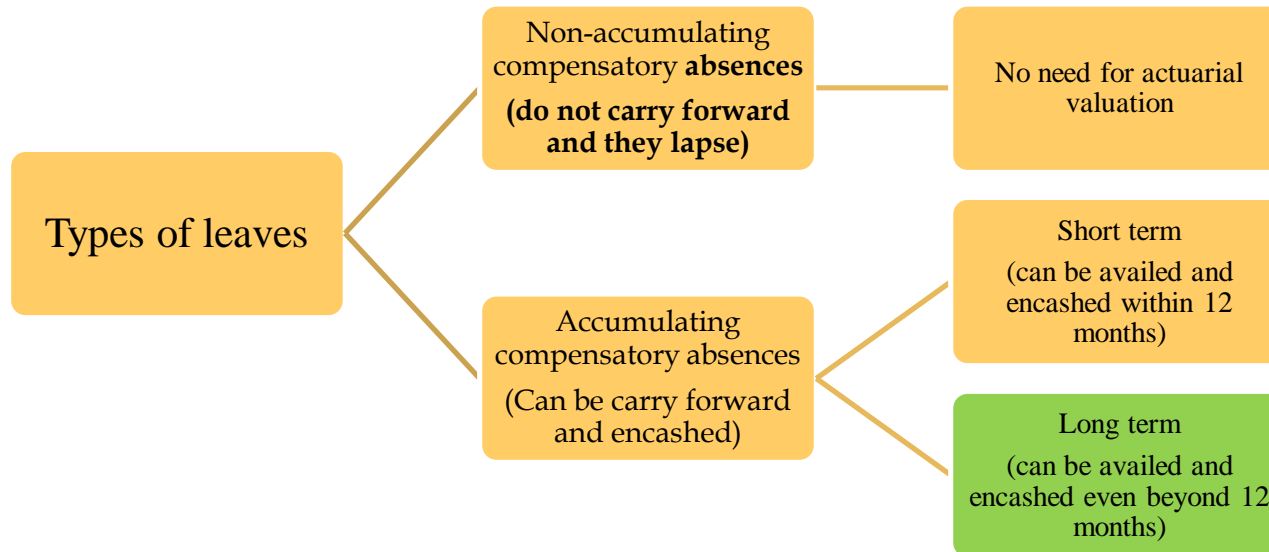 Types of leaves
Non-accumulating
compensatory absences
(do not carry forward
and they lapse)
No need for actuarial
valuation
Accumulating
compensatory absences
(Can be carry forward
and encashed)
Short term
(can be availed and
encashed within 12
months)
Long term
(can be availed and
encashed even beyond 12
months)